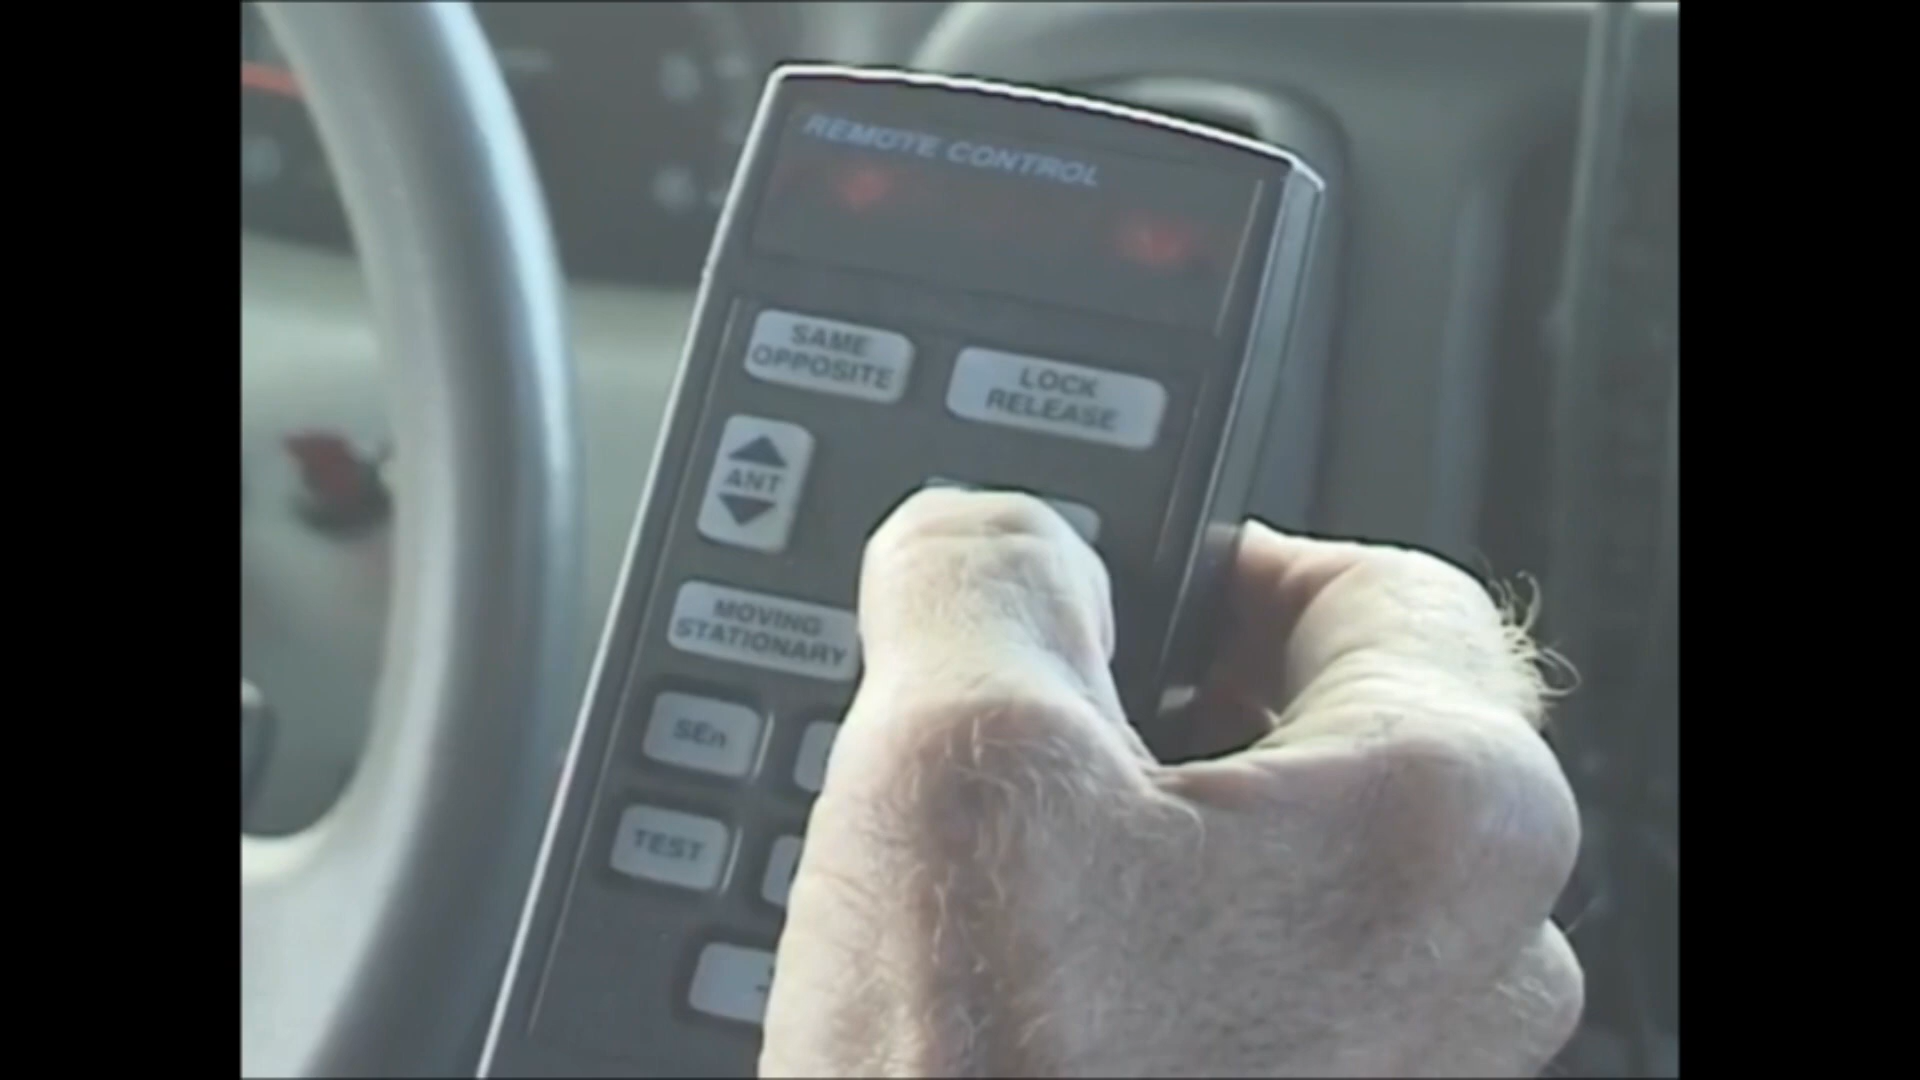 REMOTE CONTROL
SAME
OPPOSITE
LOCK
RELEASE
ANT
MOVING
STATIONARY
SEn
TEST